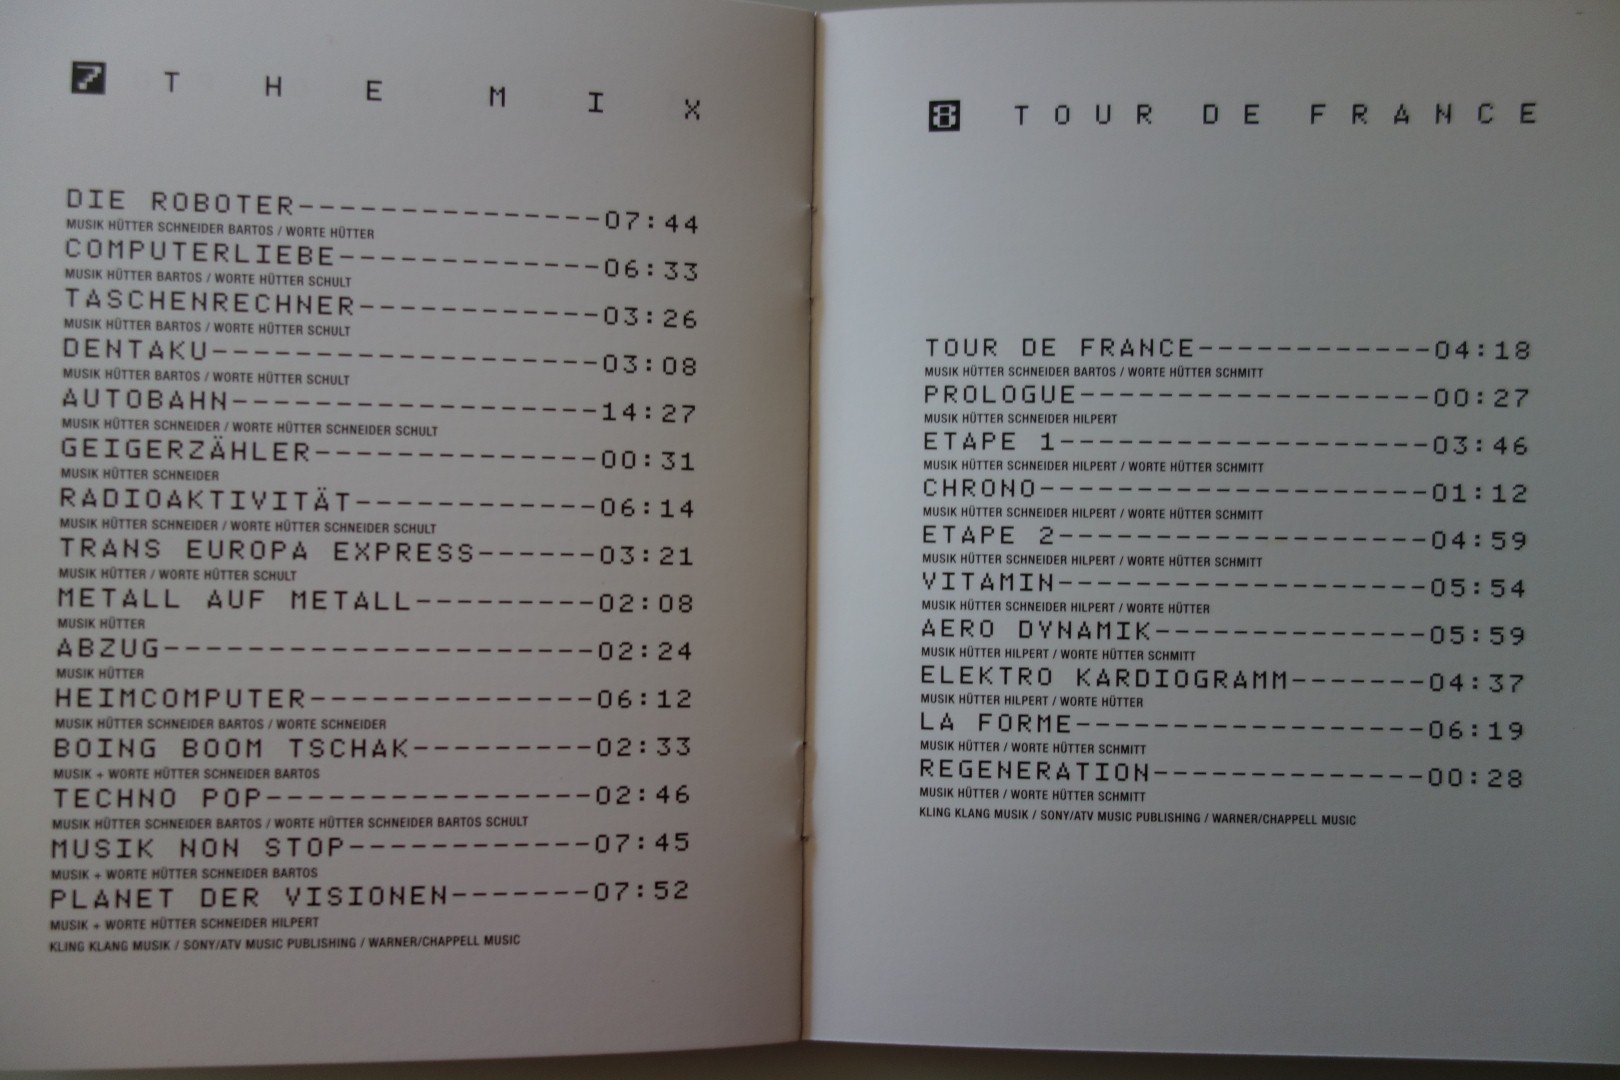 7 THE MIX
DIE ROBOTER---------------07:44
MUSIK HÜTTER SCHNEIDER BARTOS / WORTE HÜTTER
COMPUTERLIEBE-------------06:33
MUSIK HÜTTER BARTOS / WORTE HÜTTER SCHULT
TASCHENRECHNER------------03:26
MUSIK HÜTTER BARTOS / WORTE HÜTTER SCHULT
DENTAKU-------------------03:08
MUSIK HÜTTER BARTOS / WORTE HÜTTER SCHULT
AUTOBAHN------------------14:27
MUSIK HÜTTER SCHNEIDER / WORTE HÜTTER SCHNEIDER SCHULT
GEIGERZÄHLER--------------00:31
MUSIK HÜTTER SCHNEIDER
RADIOAKTIVITÄT------------06:14
MUSIK HÜTTER SCHNEIDER / WORTE HÜTTER SCHNEIDER SCHULT
TRANS EUROPA EXPRESS------03:21
MUSIK HÜTTER / WORTE HÜTTER SCHULT
METALL AUF METALL---------02:08
MUSIK HÜTTER
ABZUG---------------------02:24
MUSIK HÜTTER
HEIMCOMPUTER--------------06:12
MUSIK HÜTTER SCHNEIDER BARTOS / WORTE SCHNEIDER
BOING BOOM TSCHAK---------02:33
MUSIK + WORTE HÜTTER SCHNEIDER BARTOS
TECHNO POP----------------02:46
MUSIK HÜTTER SCHNEIDER BARTOS / WORTE HÜTTER SCHNEIDER BARTOS SCHULT
MUSIK NON STOP------------07:45
MUSIK + WORTE HÜTTER SCHNEIDER BARTOS
PLANET DER VISIONEN-------07:52
MUSIK + WORTE HÜTTER SCHNEIDER HILPERT
KLING KLANG MUSIK / SONY/ATV MUSIC PUBLISHING / WARNER/CHAPPELL MUSIC
8 TOUR DE FRANCE
TOUR DE FRANCE------------04:18
MUSIK HÜTTER SCHNEIDER BARTOS / WORTE HÜTTER SCHMITT
PROLOGUE------------------00:27
MUSIK HÜTTER SCHNEIDER HILPERT
ETAPE 1-------------------03:46
MUSIK HÜTTER SCHNEIDER HILPERT / WORTE HÜTTER SCHMITT
CHRONO--------------------01:12
MUSIK HÜTTER SCHNEIDER HILPERT / WORTE HÜTTER SCHMITT
ETAPE 2-------------------04:59
MUSIK HÜTTER SCHNEIDER HILPERT / WORTE HÜTTER SCHMITT
VITAMIN-------------------05:54
MUSIK HÜTTER SCHNEIDER HILPERT / WORTE HÜTTER
AERO DYNAMIK--------------05:59
MUSIK HÜTTER HILPERT / WORTE HÜTTER SCHMITT
ELEKTRO KARDIOGRAMM-------04:37
MUSIK HÜTTER HILPERT / WORTE HÜTTER
LA FORME------------------06:19
MUSIK HÜTTER / WORTE HÜTTER SCHMITT
REGENERATION--------------00:28
MUSIK HÜTTER / WORTE HÜTTER SCHMITT
KLING KLANG MUSIK / SONY/ATV MUSIC PUBLISHING / WARNER/CHAPPELL MUSIC